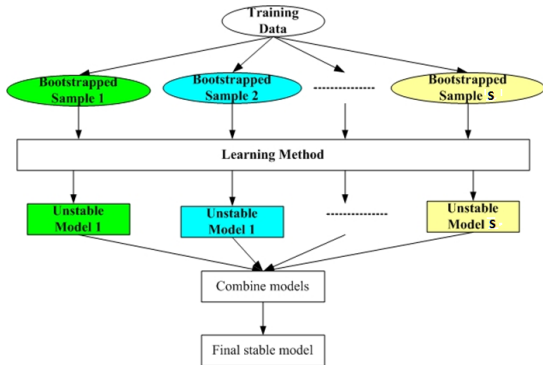 Training
Data
Bootstrapped
Sample 1
Bootstrapped
Sample 2
Bootstrapped
Sample S
Learning Method
Unstable
Model 1
Unstable
Model 1
Unstable
Model S
Combine models
Final stable model